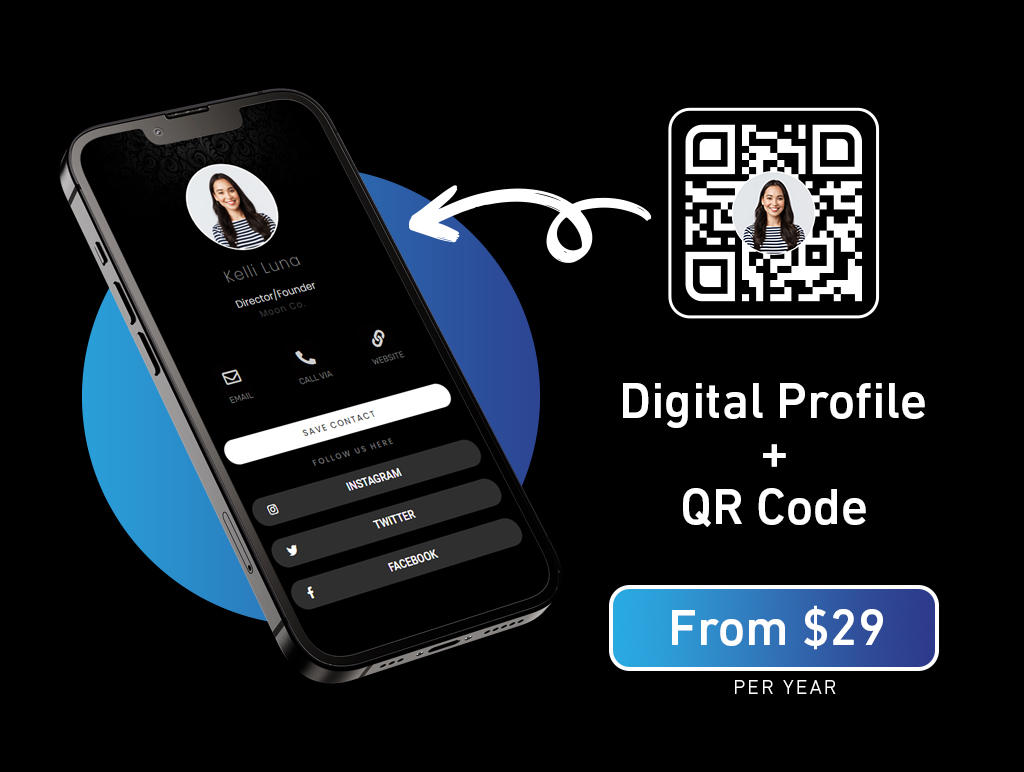 Kelli Luna
Director/Founder
Moon Co.
EMAIL
CALL VIA
WEBSITE
SAVE CONTACT
FOLLOW US HERE
INSTAGRAM
TWITTER
FACEBOOK
Digital Profile
+
QR Code
From $29
PER YEAR